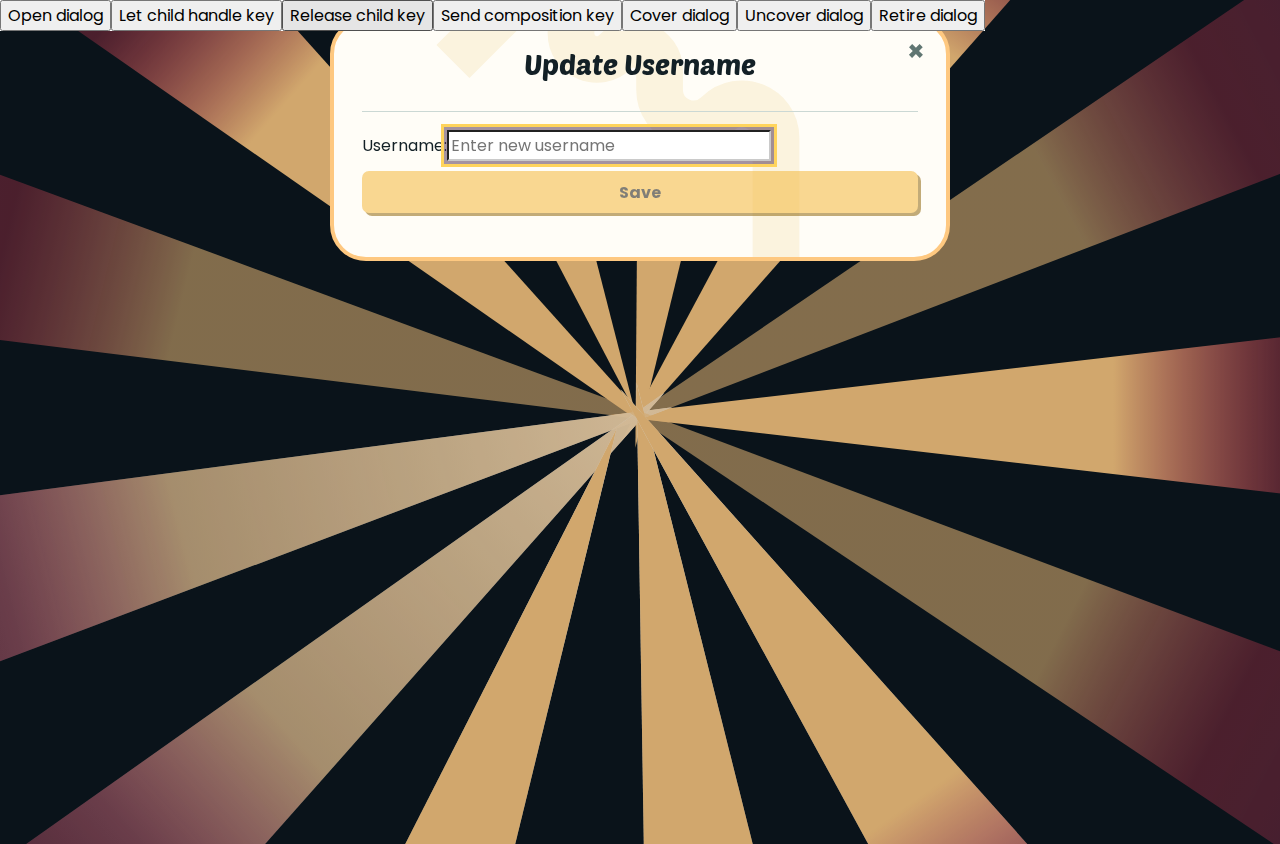 Open dialog Let child handle key Release child key Send composition key Cover dialog Uncover dialog Retire dialog
Update Username
✖
Username: Enter new username
Save